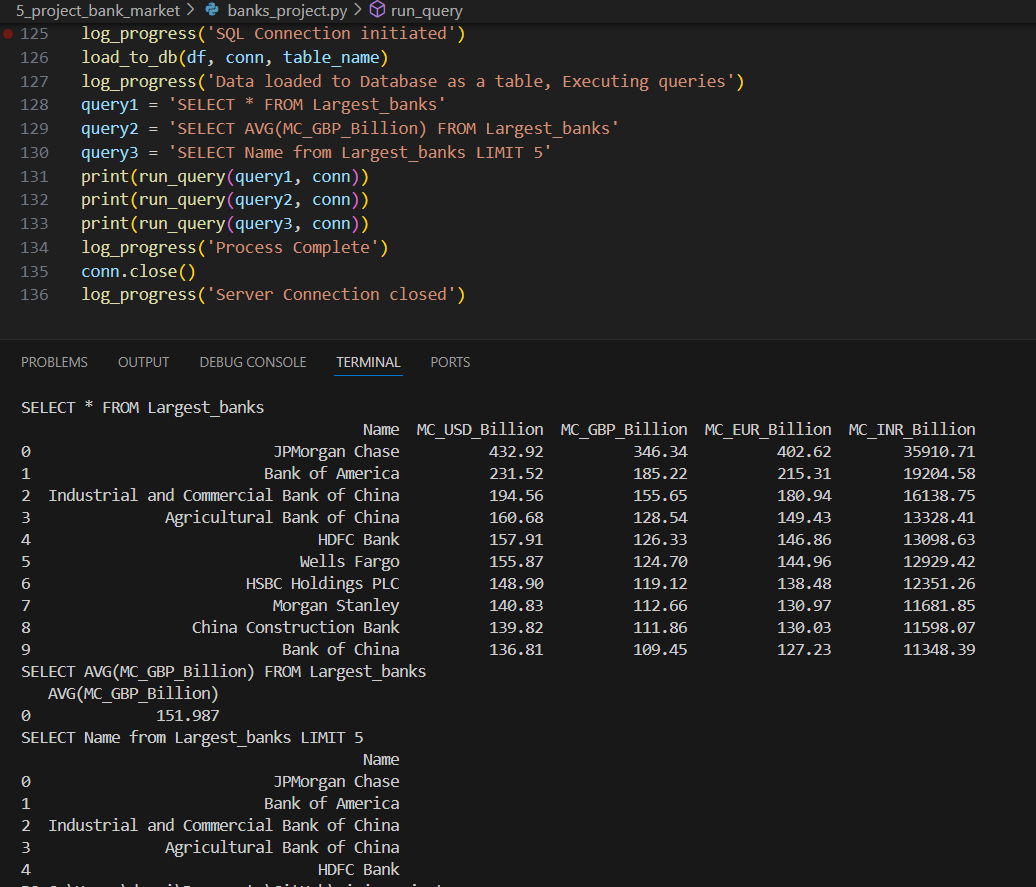 5_project_bank_market > banks_project.py > run_query
125 log_progress('SQL Connection initiated')
126 load_to_db(df, conn, table_name)
127 log_progress('Data loaded to Database as a table, Executing queries')
128 query1 = 'SELECT * FROM Largest_banks'
129 query2 = 'SELECT AVG(MC_GBP_Billion) FROM Largest_banks'
130 query3 = 'SELECT Name from Largest_banks LIMIT 5'
131 print(run_query(query1, conn))
132 print(run_query(query2, conn))
133 print(run_query(query3, conn))
134 log_progress('Process Complete')
135 conn.close()
136 log_progress('Server Connection closed')
PROBLEMS OUTPUT DEBUG CONSOLE TERMINAL PORTS
SELECT * FROM Largest_banks
Name MC_USD_Billion MC_GBP_Billion MC_EUR_Billion MC_INR_Billion
0 JPMorgan Chase 432.92 346.34 402.62 35910.71
1 Bank of America 231.52 185.22 215.31 19204.58
2 Industrial and Commercial Bank of China 194.56 155.65 180.94 16138.75
3 Agricultural Bank of China 160.68 128.54 149.43 13328.41
4 HDFC Bank 157.91 126.33 146.86 13098.63
5 Wells Fargo 155.87 124.70 144.96 12929.42
6 HSBC Holdings PLC 148.90 119.12 138.48 12351.26
7 Morgan Stanley 140.83 112.66 130.97 11681.85
8 China Construction Bank 139.82 111.86 130.03 11598.07
9 Bank of China 136.81 109.45 127.23 11348.39
SELECT AVG(MC_GBP_Billion) FROM Largest_banks
AVG(MC_GBP_Billion)
0 151.987
SELECT Name from Largest_banks LIMIT 5
Name
0 JPMorgan Chase
1 Bank of America
2 Industrial and Commercial Bank of China
3 Agricultural Bank of China
4 HDFC Bank